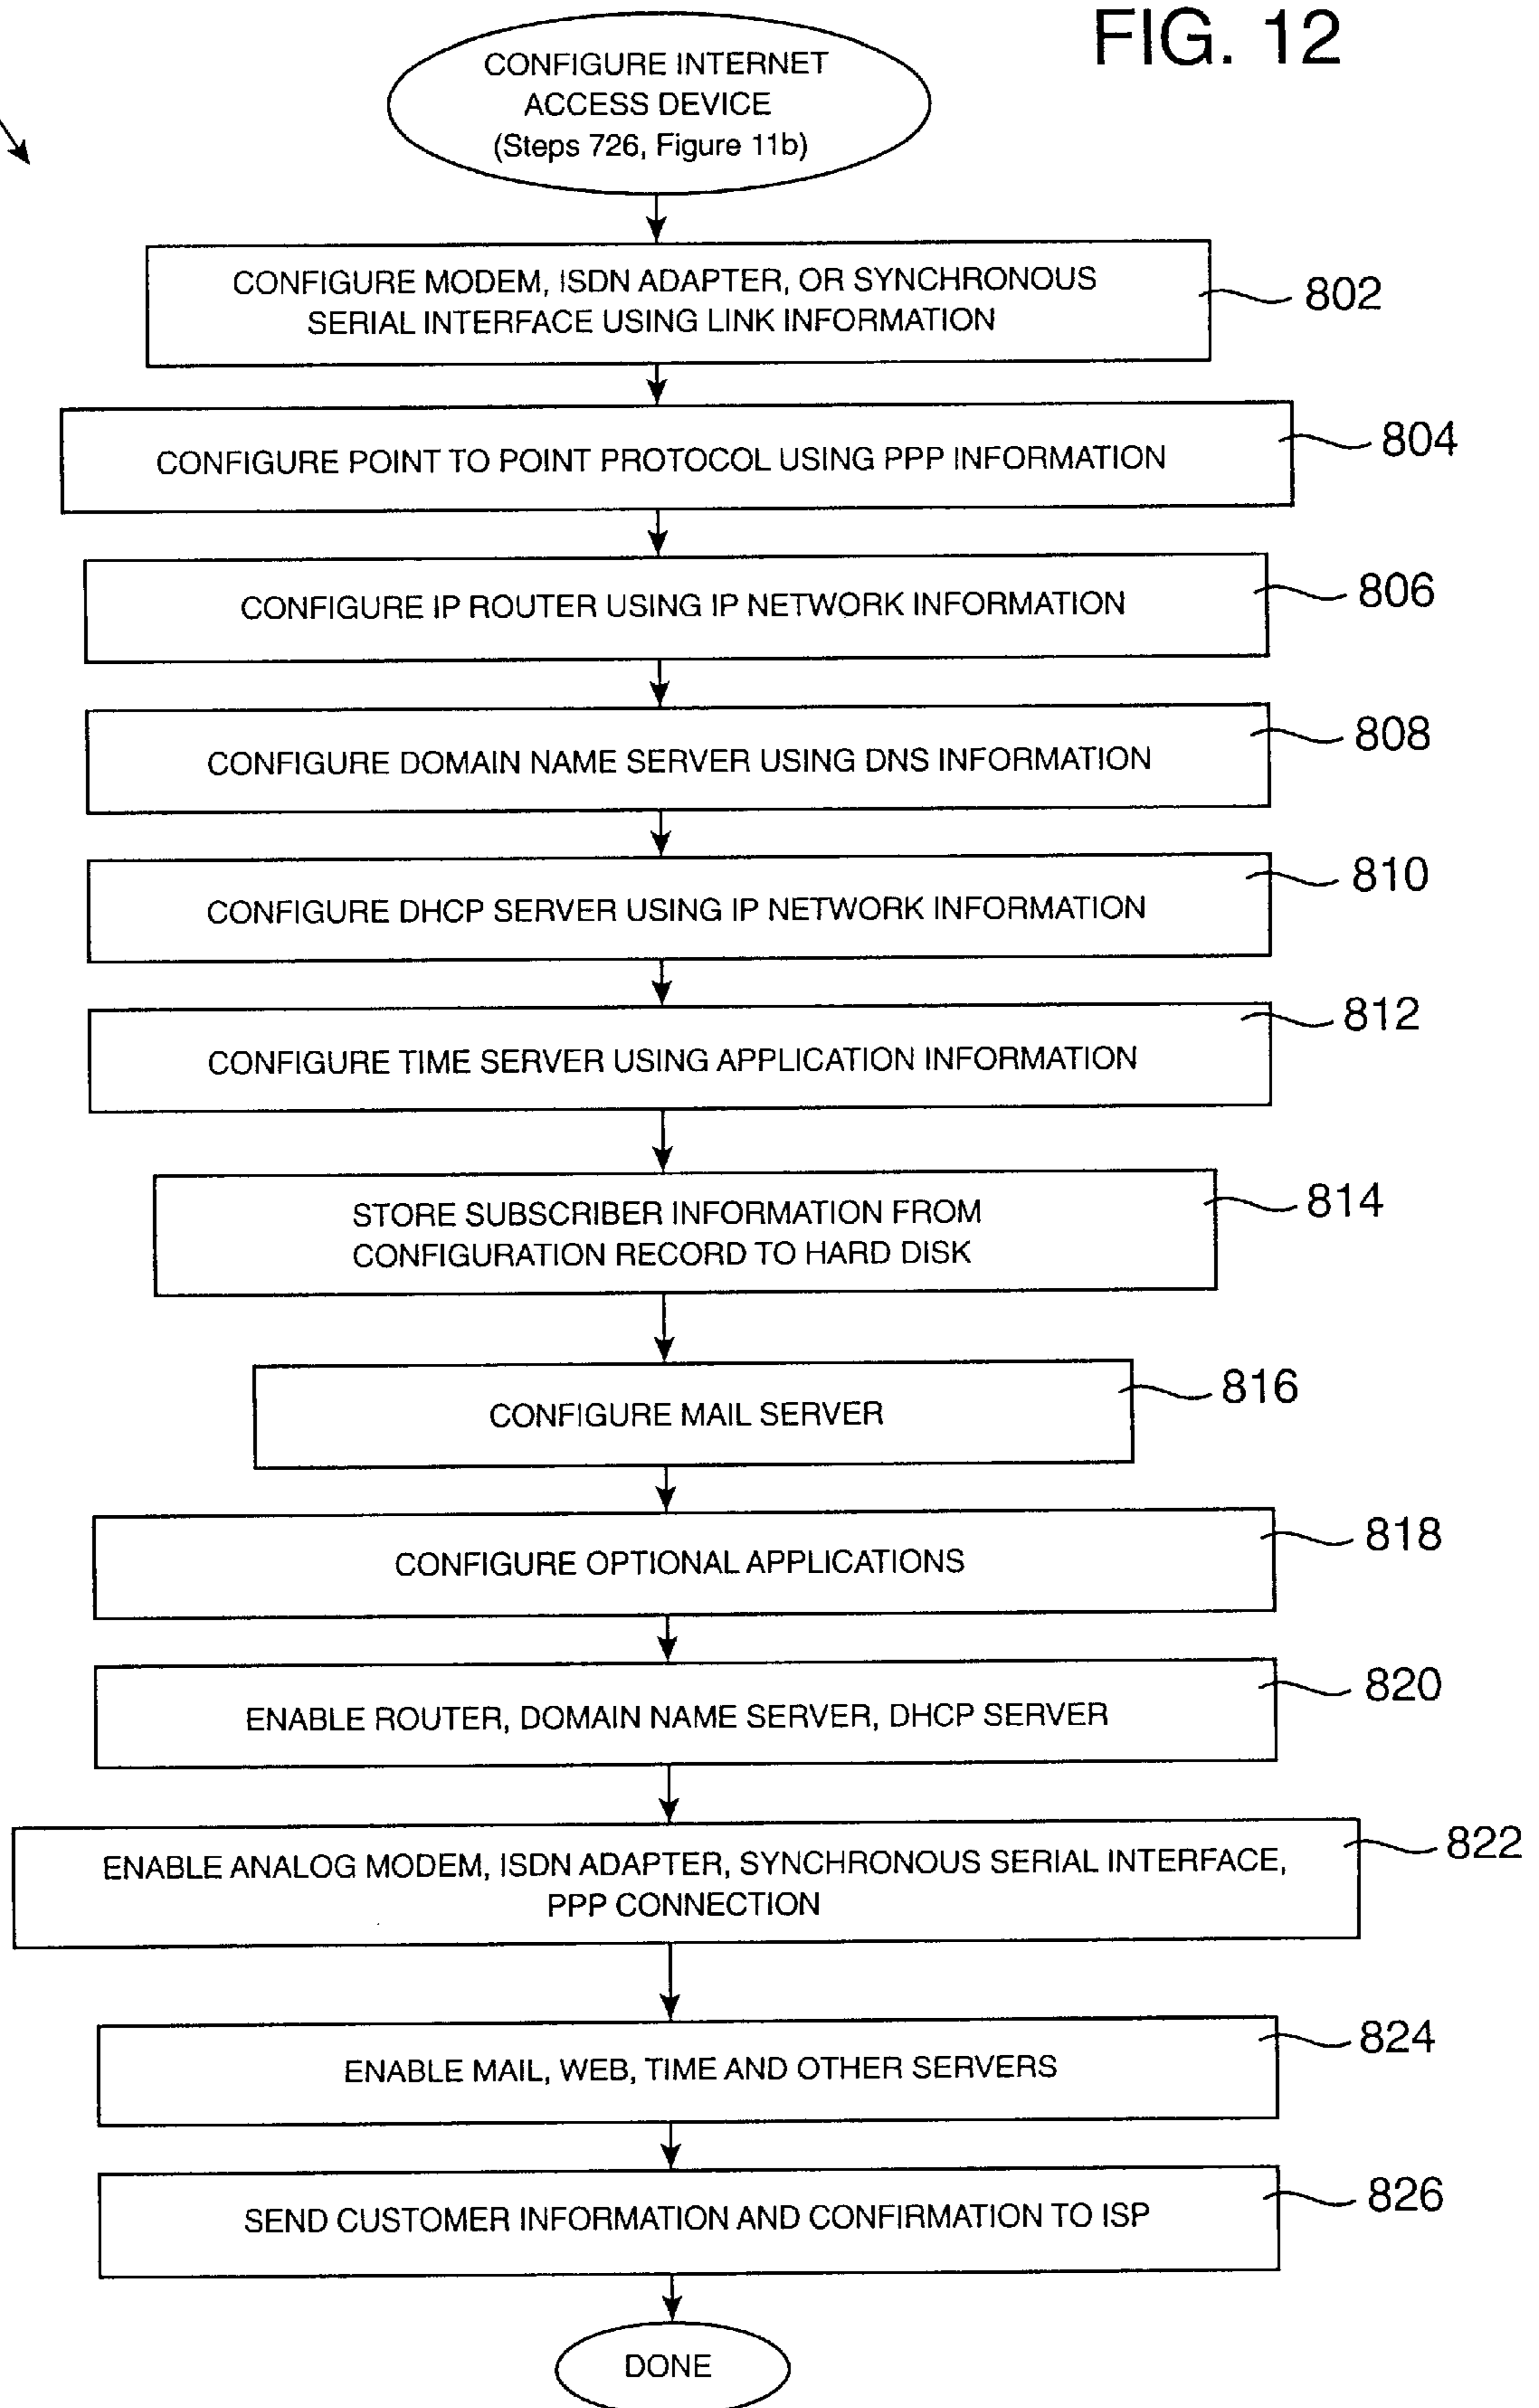 FIG. 12
CONFIGURE INTERNET
ACCESS DEVICE
(Steps 726, Figure 11b)
CONFIGURE MODEM, ISDN ADAPTER, OR SYNCHRONOUS
SERIAL INTERFACE USING LINK INFORMATION
802
CONFIGURE POINT TO POINT PROTOCOL USING PPP INFORMATION
804
CONFIGURE IP ROUTER USING IP NETWORK INFORMATION
806
CONFIGURE DOMAIN NAME SERVER USING DNS INFORMATION
808
CONFIGURE DHCP SERVER USING IP NETWORK INFORMATION
810
CONFIGURE TIME SERVER USING APPLICATION INFORMATION
812
STORE SUBSCRIBER INFORMATION FROM
CONFIGURATION RECORD TO HARD DISK
814
CONFIGURE MAIL SERVER
816
CONFIGURE OPTIONAL APPLICATIONS
818
ENABLE ROUTER, DOMAIN NAME SERVER, DHCP SERVER
820
ENABLE ANALOG MODEM, ISDN ADAPTER, SYNCHRONOUS SERIAL INTERFACE,
PPP CONNECTION
822
ENABLE MAIL, WEB, TIME AND OTHER SERVERS
824
SEND CUSTOMER INFORMATION AND CONFIRMATION TO ISP
826
DONE